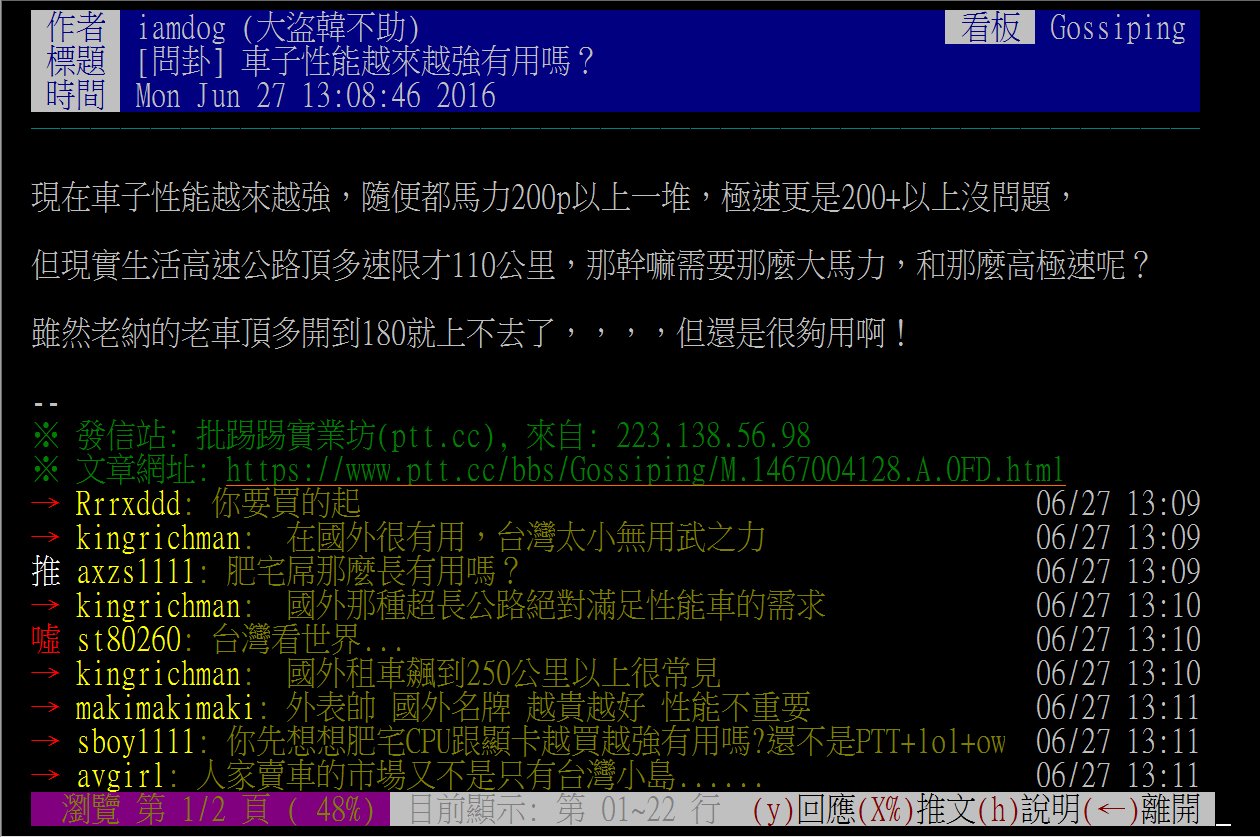 作者 iamdog (大盜韓不助) 看板 Gossiping
標題 [問卦] 車子性能越來越強有用嗎？
時間 Mon Jun 27 13:08:46 2016
現在車子性能越來越強，隨便都馬力200p以上一堆，極速更是200+以上沒問題，
但現實生活高速公路頂多速限才110公里，那幹嘛需要那麼大馬力，和那麼高極速呢？
雖然老納的老車頂多開到180就上不去了，，，，但還是很夠用啊！
--
※ 發信站: 批踢踢實業坊(ptt.cc), 來自: 223.138.56.98
※ 文章網址: https://www.ptt.cc/bbs/Gossiping/M.1467004128.A.0FD.html
→ Rrrxddd: 你要買的起 06/27 13:09
→ kingrichman: 在國外很有用，台灣太小無用武之力 06/27 13:09
推 axzs1111: 肥宅屌那麼長有用嗎？ 06/27 13:09
→ kingrichman: 國外那種超長公路絕對滿足性能車的需求 06/27 13:10
噓 st80260: 台灣看世界... 06/27 13:10
→ kingrichman: 國外租車飆到250公里以上很常見 06/27 13:10
→ makimakimaki: 外表帥 國外名牌 越貴越好 性能不重要 06/27 13:11
→ sboy1111: 你先想想肥宅CPU跟顯卡越買越強有用嗎?還不是PTT+lol+ow 06/27 13:11
→ avgirl: 人家賣車的市場又不是只有台灣小島...... 06/27 13:11
瀏覽 第 1/2 頁 ( 48%) 目前顯示: 第 01~22 行 (y)回應(X%)推文(h)說明(←)離開